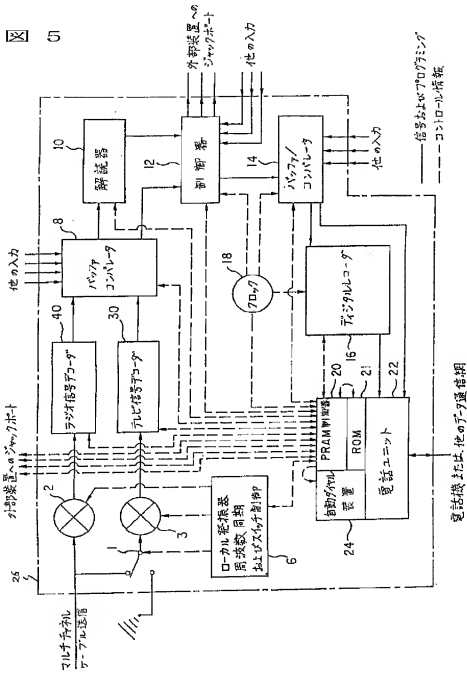 図 5
外部装置へのジャックポート
他の入力
外部装置への
ジャックポート
他の入力
解読器
10
制御器
12
バッファ
コンパレータ
8
バッファ/
コンパレータ
14
他の入力
ラジオ信号デコーダ
40
テレビ信号デコーダ
30
クロック
18
ディジタルレコーダ
16
2
3
1
マルチチャネル
ケーブル送信
26
ローカル発振器
周波数同期
およびスイッチ制御
6
PRAM制御器
20
ROM
21
自動ダイヤル
装置
24
電話ユニット
22
電話機または、他のデータ通信網
信号およびプログラミング
コントロール情報